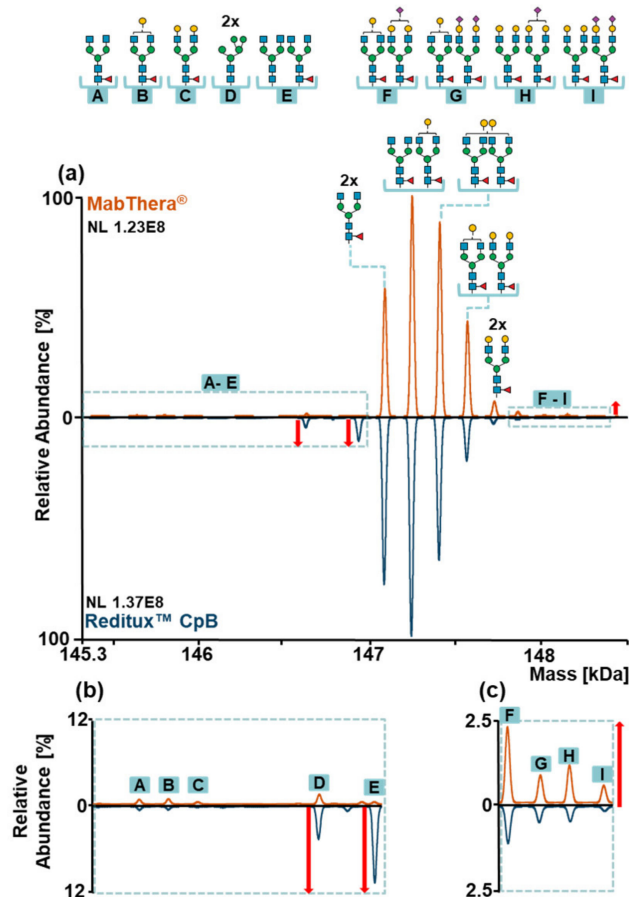 2x
A B C D E F G H I
(a)
100
MabThera®
NL 1.23E8
2x
2x
A- E
F - I
0
Relative Abundance [%]
NL 1.37E8
Reditux™ CpB
100
145.3 146 147 148
Mass [kDa]
(b)
(c)
12
A B C D E
0
12
Relative
Abundance [%]
2.5
F
G
H
I
0
2.5